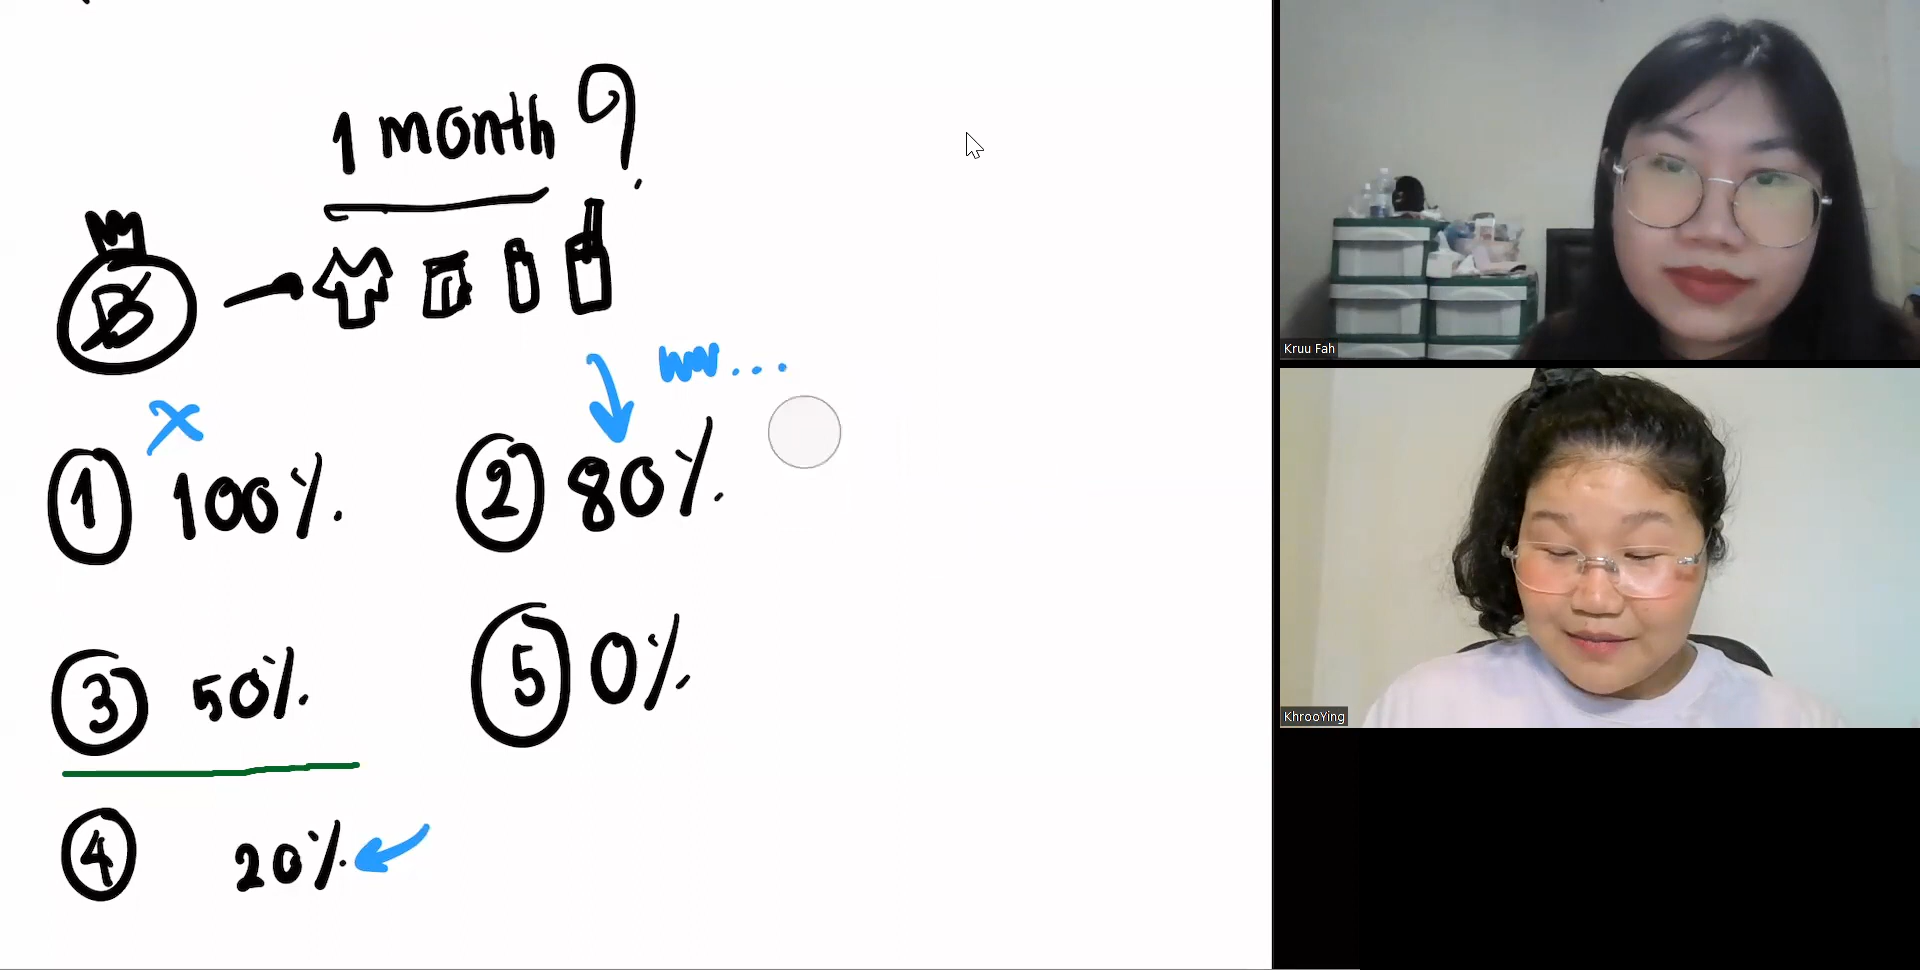 1 month ?
฿
พพ...
X
1 100%.
2 80%.
3 50%.
5 0%.
4 20%.
Kruu Fah
KhrooYing